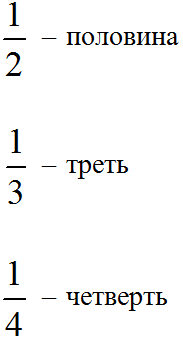 1/2 – половина
1/3 – треть
1/4 – четверть